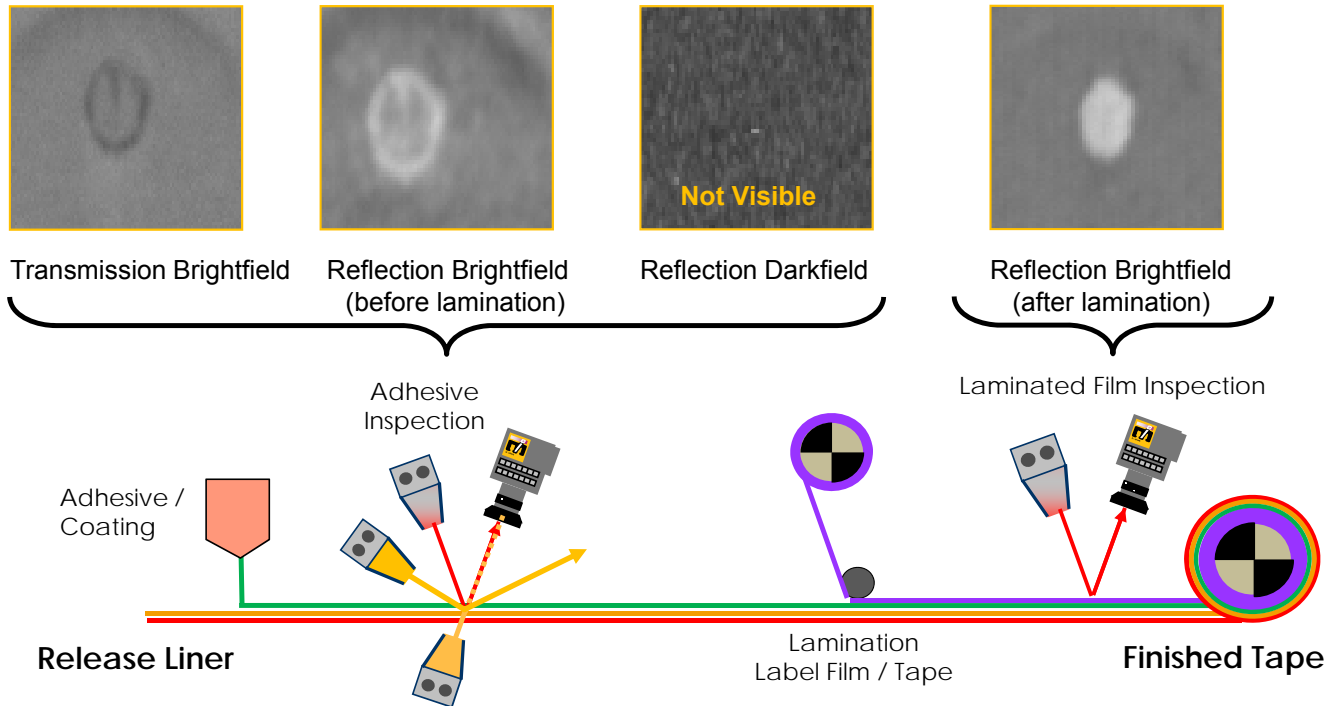 Not Visible
Transmission Brightfield
Reflection Brightfield
(before lamination)
Reflection Darkfield
Reflection Brightfield
(after lamination)
Adhesive
Inspection
Laminated Film Inspection
Adhesive /
Coating
Release Liner
Lamination
Label Film / Tape
Finished Tape